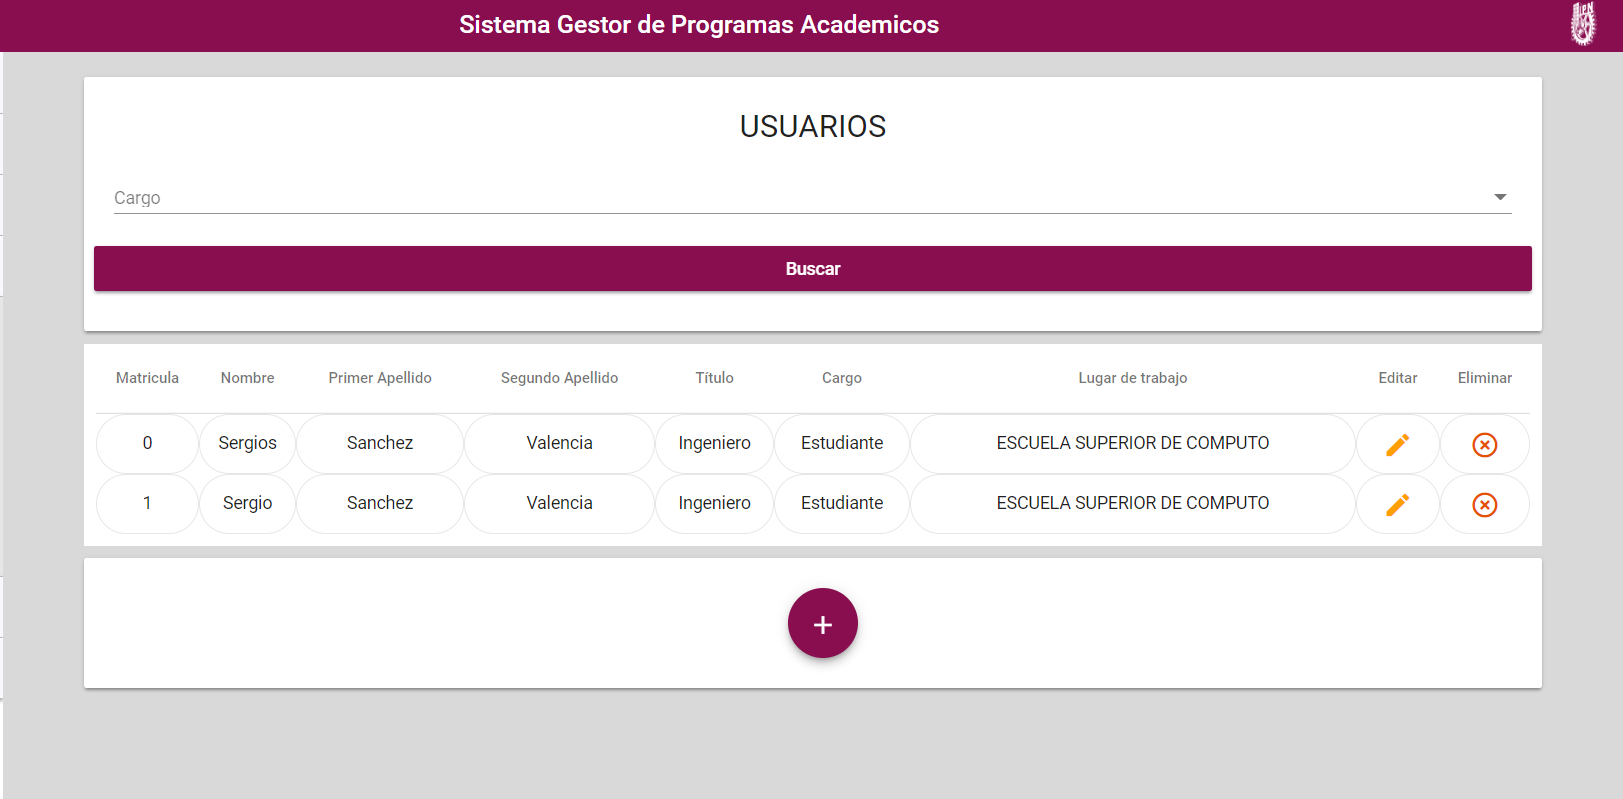 Sistema Gestor de Programas Academicos
IPN
USUARIOS
Cargo
Buscar
Matricula Nombre Primer Apellido Segundo Apellido Título Cargo Lugar de trabajo Editar Eliminar
0 Sergios Sanchez Valencia Ingeniero Estudiante ESCUELA SUPERIOR DE COMPUTO
1 Sergio Sanchez Valencia Ingeniero Estudiante ESCUELA SUPERIOR DE COMPUTO
+